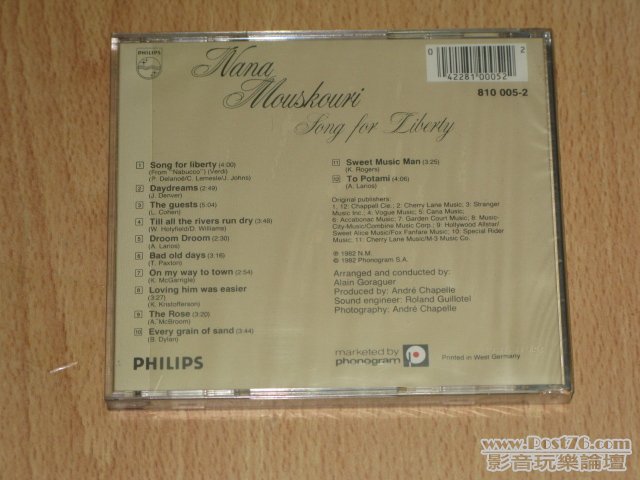 PHILIPS
Nana
Mouskouri
Song for Liberty
0 42281 00052 2
810 005-2
1 Song for liberty (4:00)
(From "Nabucco") (Verdi)
(P. Delanoë/C. Lemesle/J. Johns)
2 Daydreams (2:49)
(J. Denver)
3 The guests (5:04)
(L. Cohen)
4 Till all the rivers run dry (3:48)
(W. Holyfield/D. Williams)
5 Droom Droom (2:30)
(A. Larios)
6 Bad old days (3:16)
(T. Paxton)
7 On my way to town (2:54)
(K. McGarrigle)
8 Loving him was easier
(3:27)
(K. Kristofferson)
9 The Rose (3:20)
(A. McBroom)
10 Every grain of sand (3:44)
(B. Dylan)
11 Sweet Music Man (3:25)
(K. Rogers)
12 To Potami (4:06)
(A. Larios)
Original publishers:
1, 12: Chappell Cie.; 2: Cherry Lane Music; 3: Stranger
Music Inc.; 4: Vogue Music; 5: Cana Music;
6: Accabonac Music; 7: Garden Court Music; 8: Music-
City-Music/Combine Music Corp.; 9: Hollywood Allstar/
Sweet Alice Music/Fox Fanfare Music; 10: Special Rider
Music; 11: Cherry Lane Music/M-3 Music Co.
℗ 1982 N.M.
© 1982 Phonogram S.A.
Arranged and conducted by:
Alain Goraguer
Produced by: André Chapelle
Sound engineer: Roland Guillotel
Photography: André Chapelle
PHILIPS
marketed by
phonogram
Printed in West Germany
www.Post76.com
影音玩樂論壇